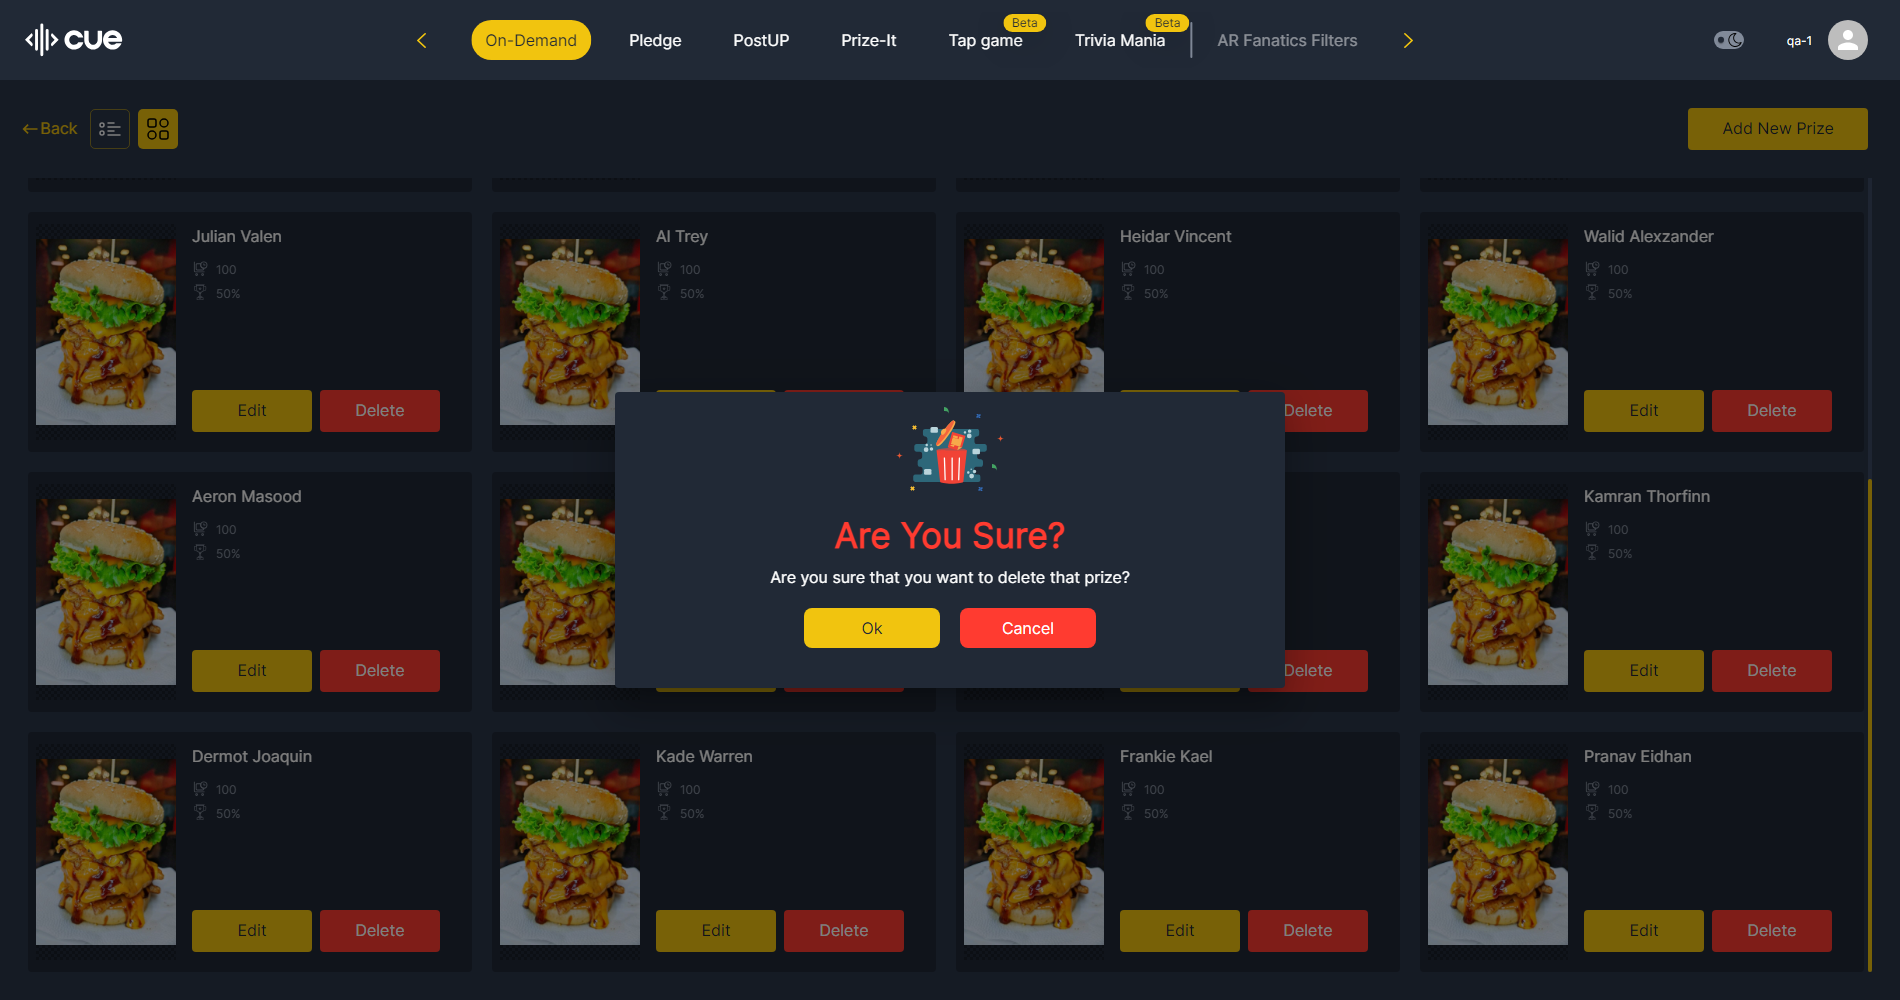 cue
On-Demand
Pledge
PostUP
Prize-It
Tap game
Beta
Trivia Mania
Beta
AR Fanatics Filters
qa-1
Back
Add New Prize
Julian Valen
100
50%
Edit
Delete
Al Trey
100
50%
Heidar Vincent
100
50%
Delete
Walid Alexzander
100
50%
Edit
Delete
Aeron Masood
100
50%
Edit
Delete
Are You Sure?
Are you sure that you want to delete that prize?
Ok
Cancel
Delete
Kamran Thorfinn
100
50%
Edit
Delete
Dermot Joaquin
100
50%
Edit
Delete
Kade Warren
100
50%
Edit
Delete
Frankie Kael
100
50%
Edit
Delete
Pranav Eidhan
100
50%
Edit
Delete